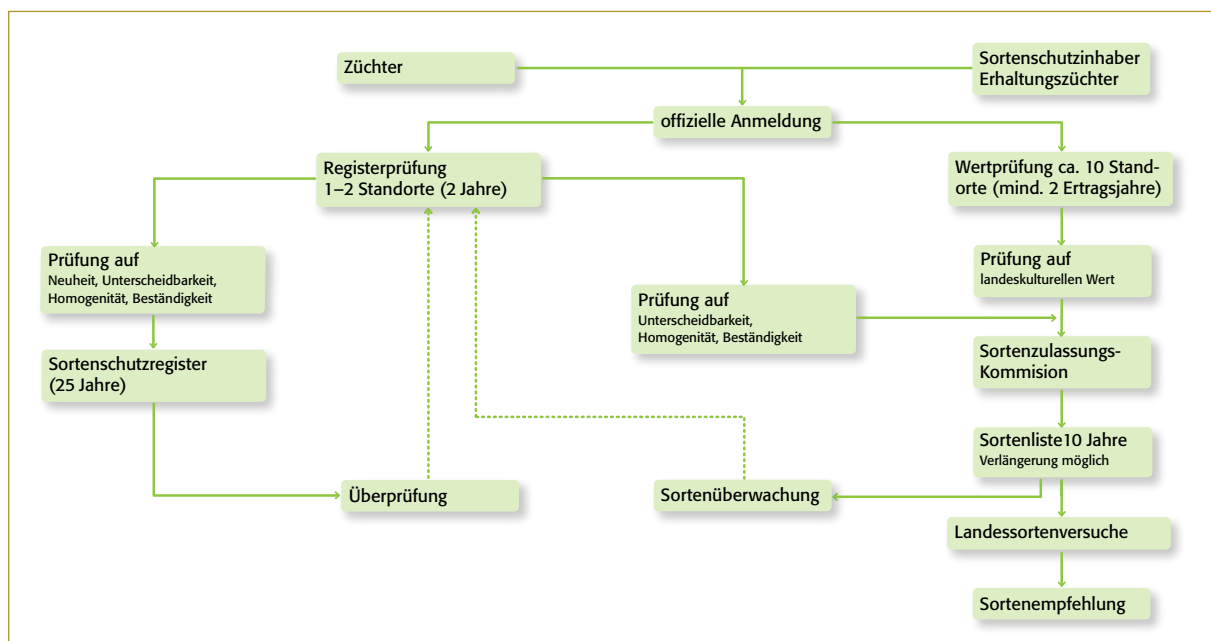 Züchter
Sortenschutzinhaber
Erhaltungszüchter
offizielle Anmeldung
Registerprüfung
1–2 Standorte (2 Jahre)
Wertprüfung ca. 10 Stand-
orte (mind. 2 Ertragsjahre)
Prüfung auf
Neuheit, Unterscheidbarkeit,
Homogenität, Beständigkeit
Prüfung auf
landeskulturellen Wert
Prüfung auf
Unterscheidbarkeit,
Homogenität, Beständigkeit
Sortenschutzregister
(25 Jahre)
Sortenzulassungs-
Kommision
Sortenliste10 Jahre
Verlängerung möglich
Überprüfung
Sortenüberwachung
Landessortenversuche
Sortenempfehlung